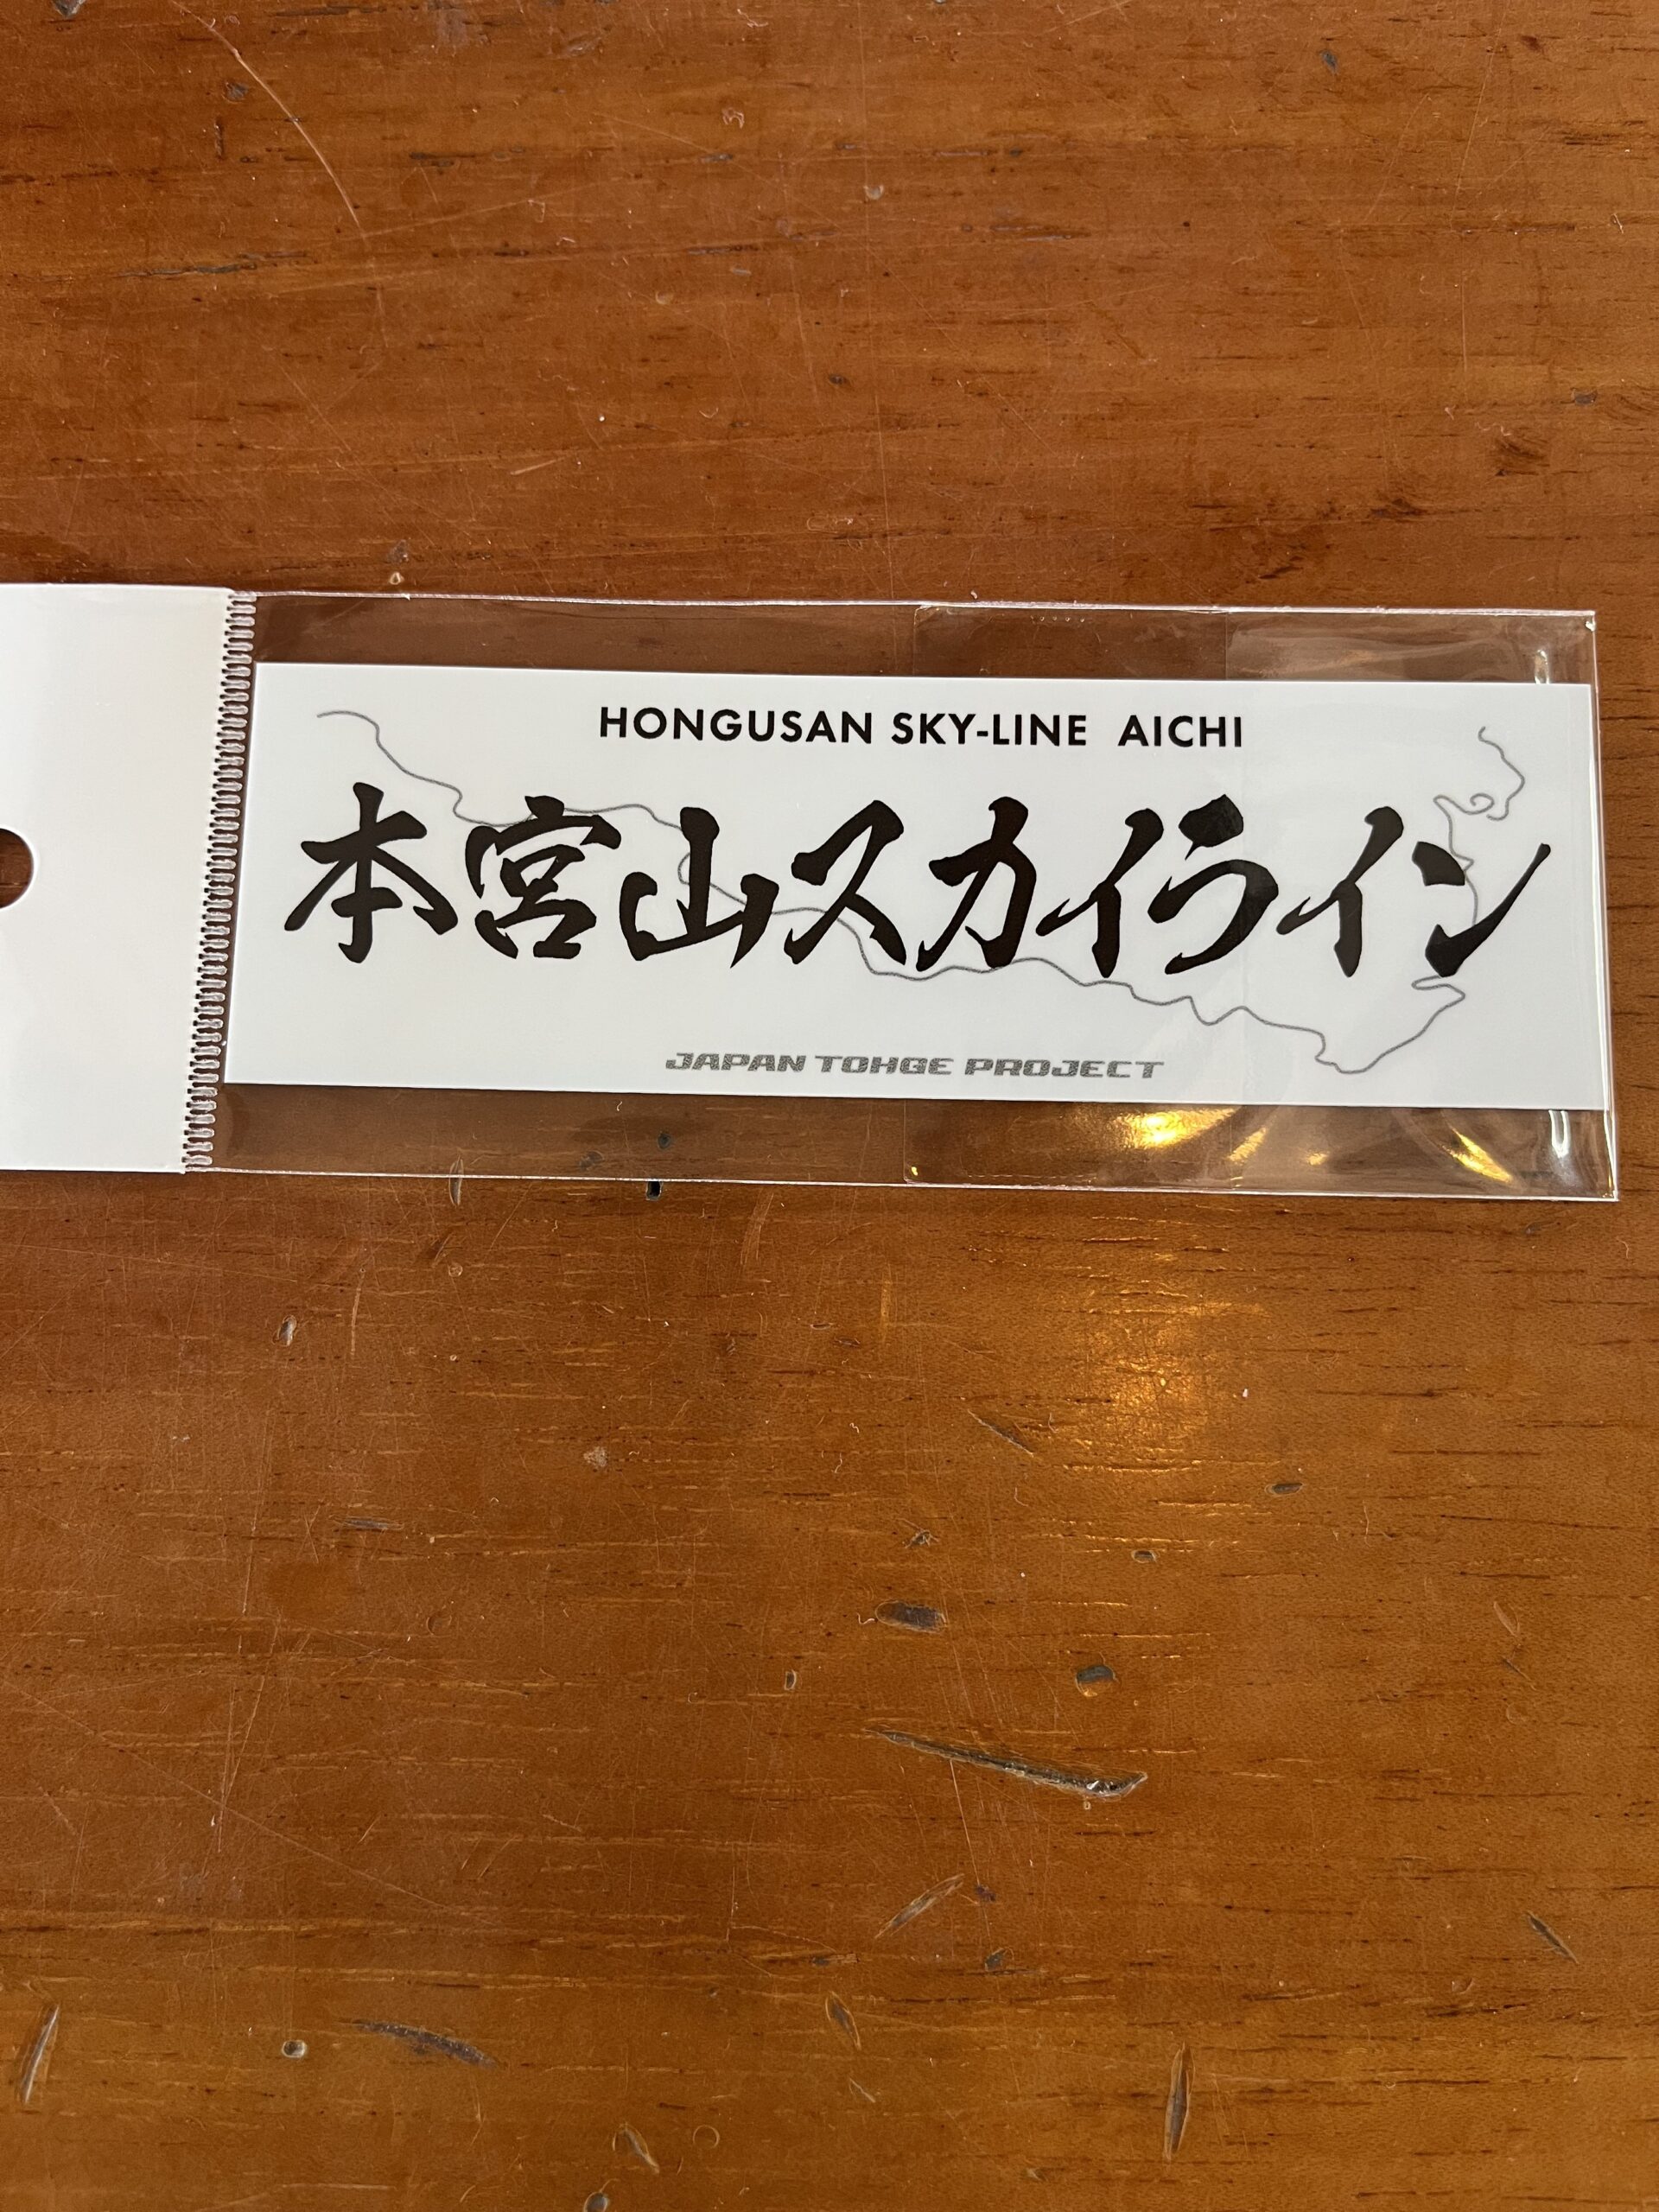 HONGUSAN SKY-LINE AICHI
本宮山スカイライン
JAPAN TOHGE PROJECT